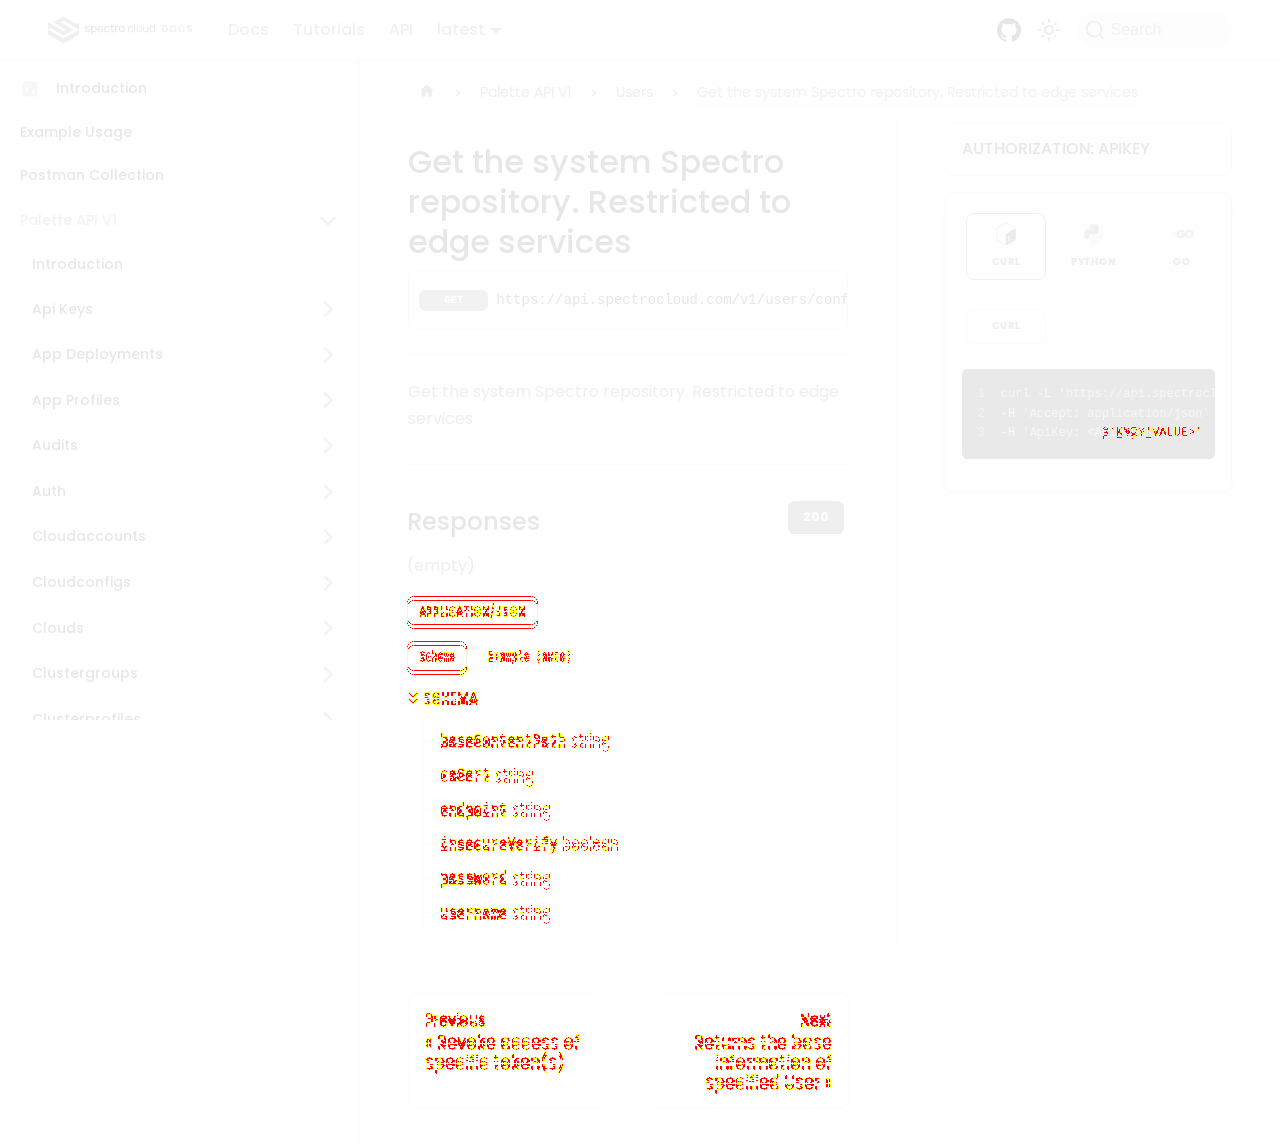 spectro cloud DOCS
Docs
Tutorials
API
latest
Search
Introduction
Example Usage
Postman Collection
Palette API V1
Introduction
Api Keys
App Deployments
App Profiles
Audits
Auth
Cloudaccounts
Cloudconfigs
Clouds
Clustergroups
Clusterprofiles
Palette API V1
Users
Get the system Spectro repository. Restricted to edge services
Get the system Spectro
repository. Restricted to
edge services
GET https://api.spectrocloud.com/v1/users/conf
Get the system Spectro repository. Restricted to edge
services
Responses
200
(empty)
APPLICATION/JSON
Schema
Example (auto)
SCHEMA
baseContentPath string
caCert string
endpoint string
insecureVerify boolean
password string
username string
Previous
« Revoke access of
specific token(s)
Next
Returns the base
information of
specified User »
AUTHORIZATION: APIKEY
CURL
PYTHON
GO
GO
CURL
1 curl -L 'https://api.spectrocl
2 -H 'Accept: application/json'
3 -H 'ApiKey: VALUE>'